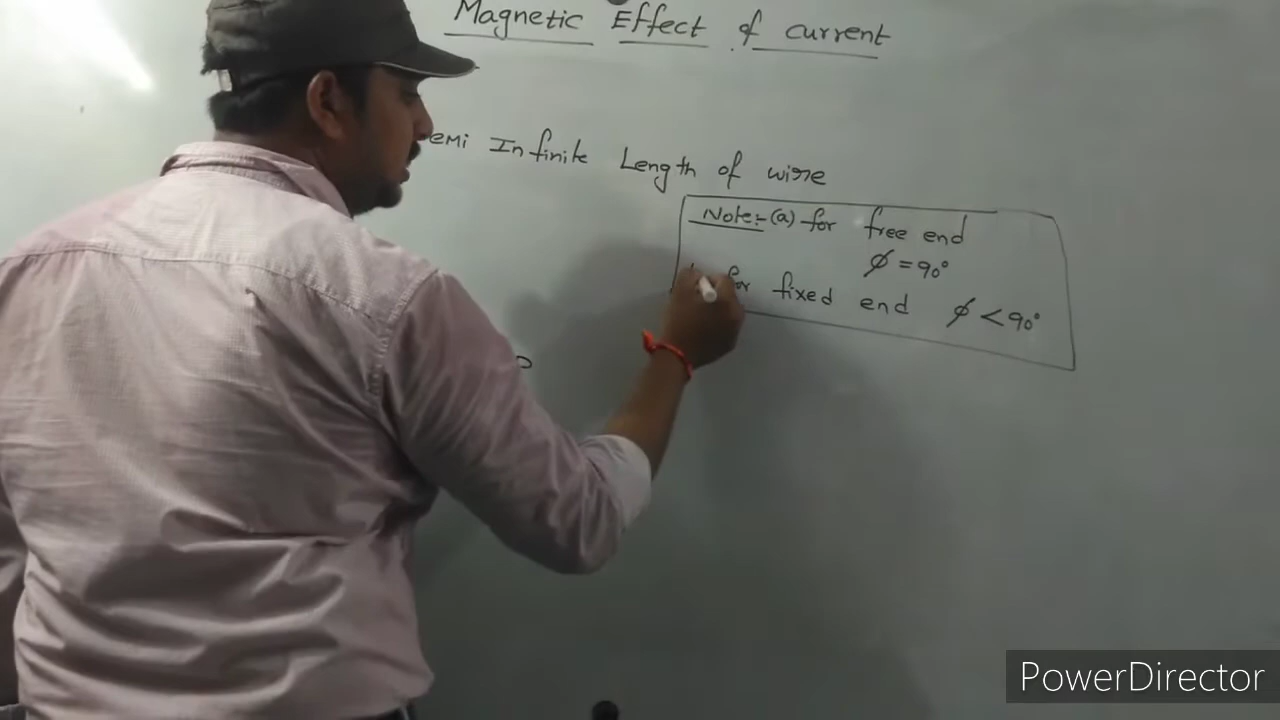 Magnetic Effect of current
emi Infinite Length of wire
Note:- (a) for free end
φ = 90°
for fixed end φ < 90°
PowerDirector